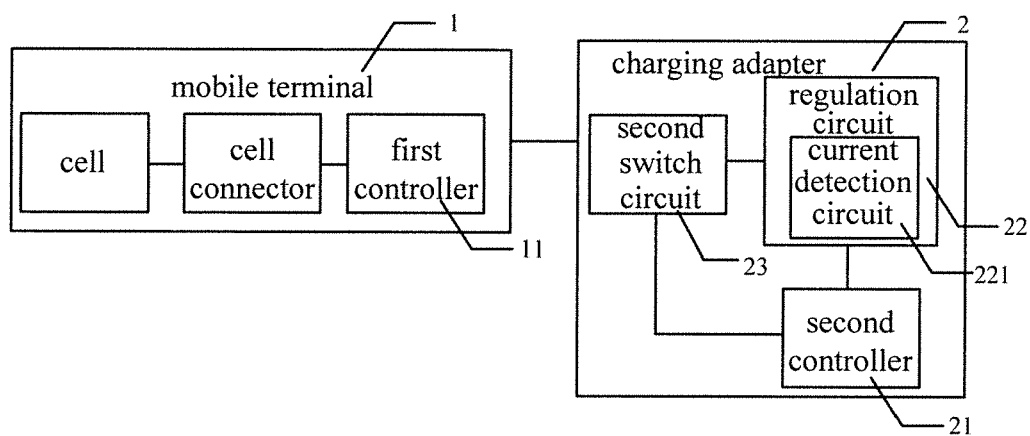 1
mobile terminal
cell
cell
connector
first
controller
11
2
charging adapter
regulation
circuit
current
detection
circuit
second
switch
circuit
22
221
23
second
controller
21